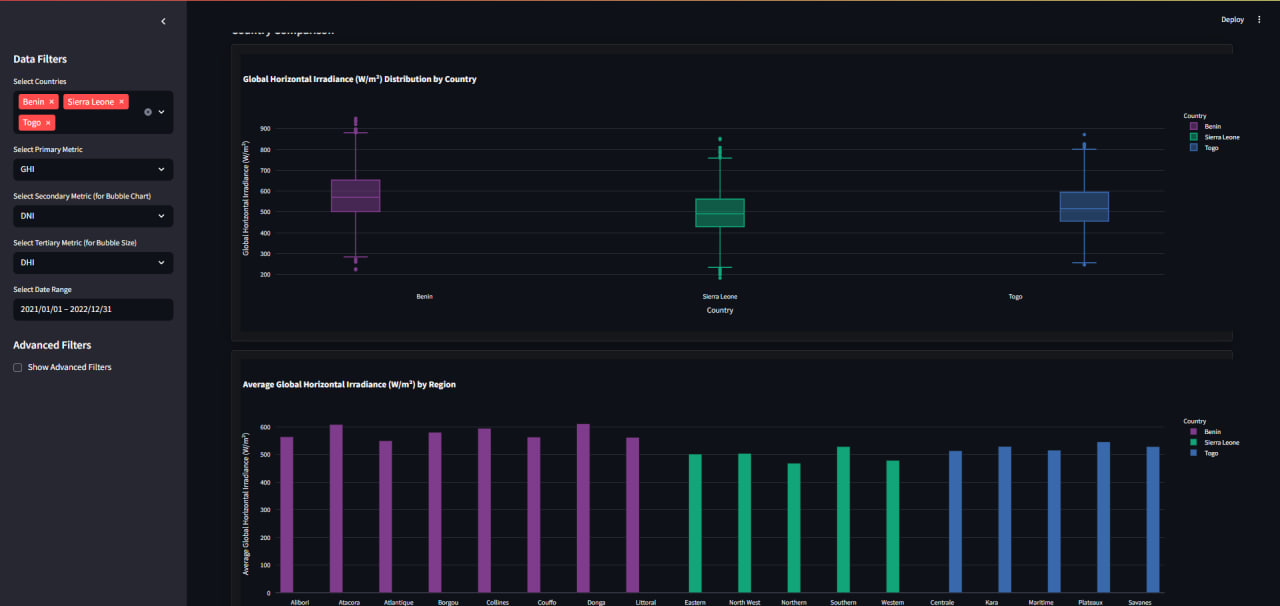 Deploy
Data Filters
Select Countries
Benin × Sierra Leone ×
Togo ×
Select Primary Metric
GHI
Select Secondary Metric (for Bubble Chart)
DNI
Select Tertiary Metric (for Bubble Size)
DHI
Select Date Range
2021/01/01 – 2022/12/31
Advanced Filters
Show Advanced Filters
Country Comparison
Global Horizontal Irradiance (W/m²) Distribution by Country
Global Horizontal Irradiance (W/m²)
900
800
700
600
500
400
300
200
Benin Sierra Leone Togo
Country
Country
Benin
Sierra Leone
Togo
Average Global Horizontal Irradiance (W/m²) by Region
Average Global Horizontal Irradiance (W/m²)
600
500
400
300
200
100
0
Alibori Atacora Atlantique Borgou Collines Couffo Donga Littoral Eastern North West Northern Southern Western Centrale Kara Maritime Plateaux Savanes
Country
Benin
Sierra Leone
Togo